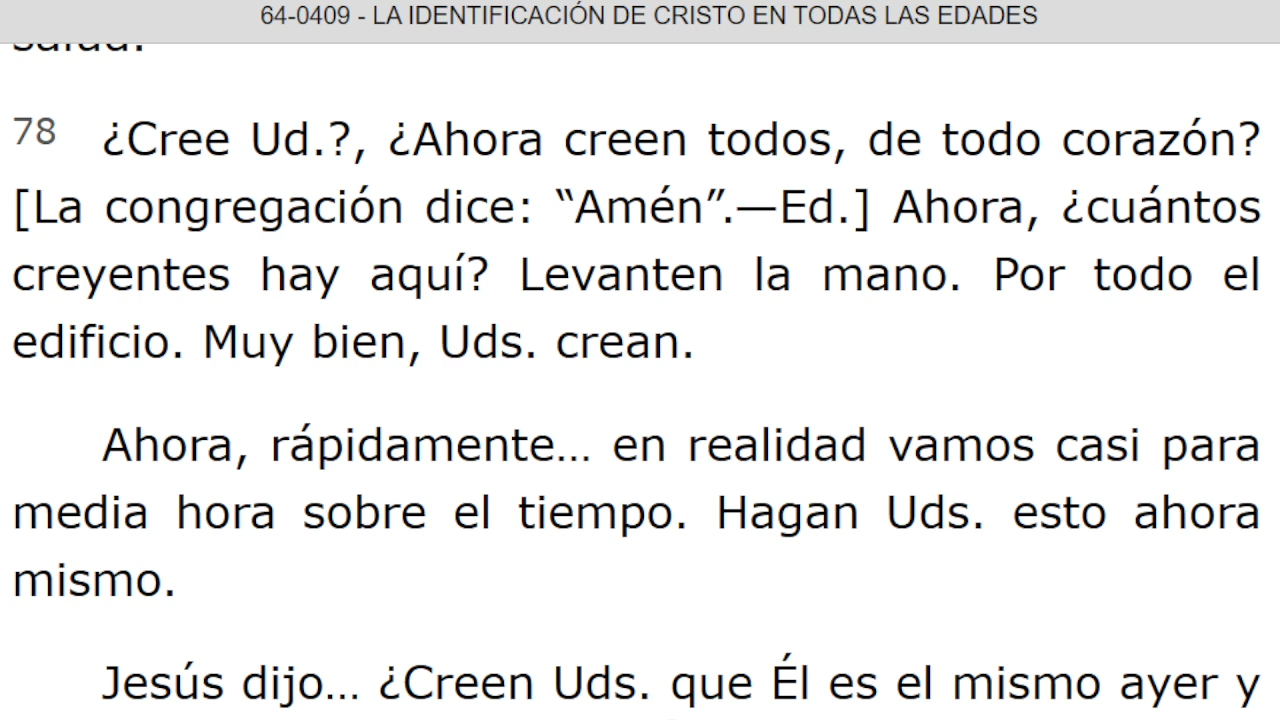 64-0409 - LA IDENTIFICACIÓN DE CRISTO EN TODAS LAS EDADES
salud.
78 ¿Cree Ud.?, ¿Ahora creen todos, de todo corazón?
[La congregación dice: “Amén”.—Ed.] Ahora, ¿cuántos
creyentes hay aquí? Levanten la mano. Por todo el
edificio. Muy bien, Uds. crean.
Ahora, rápidamente... en realidad vamos casi para
media hora sobre el tiempo. Hagan Uds. esto ahora
mismo.
Jesús dijo... ¿Creen Uds. que Él es el mismo ayer y